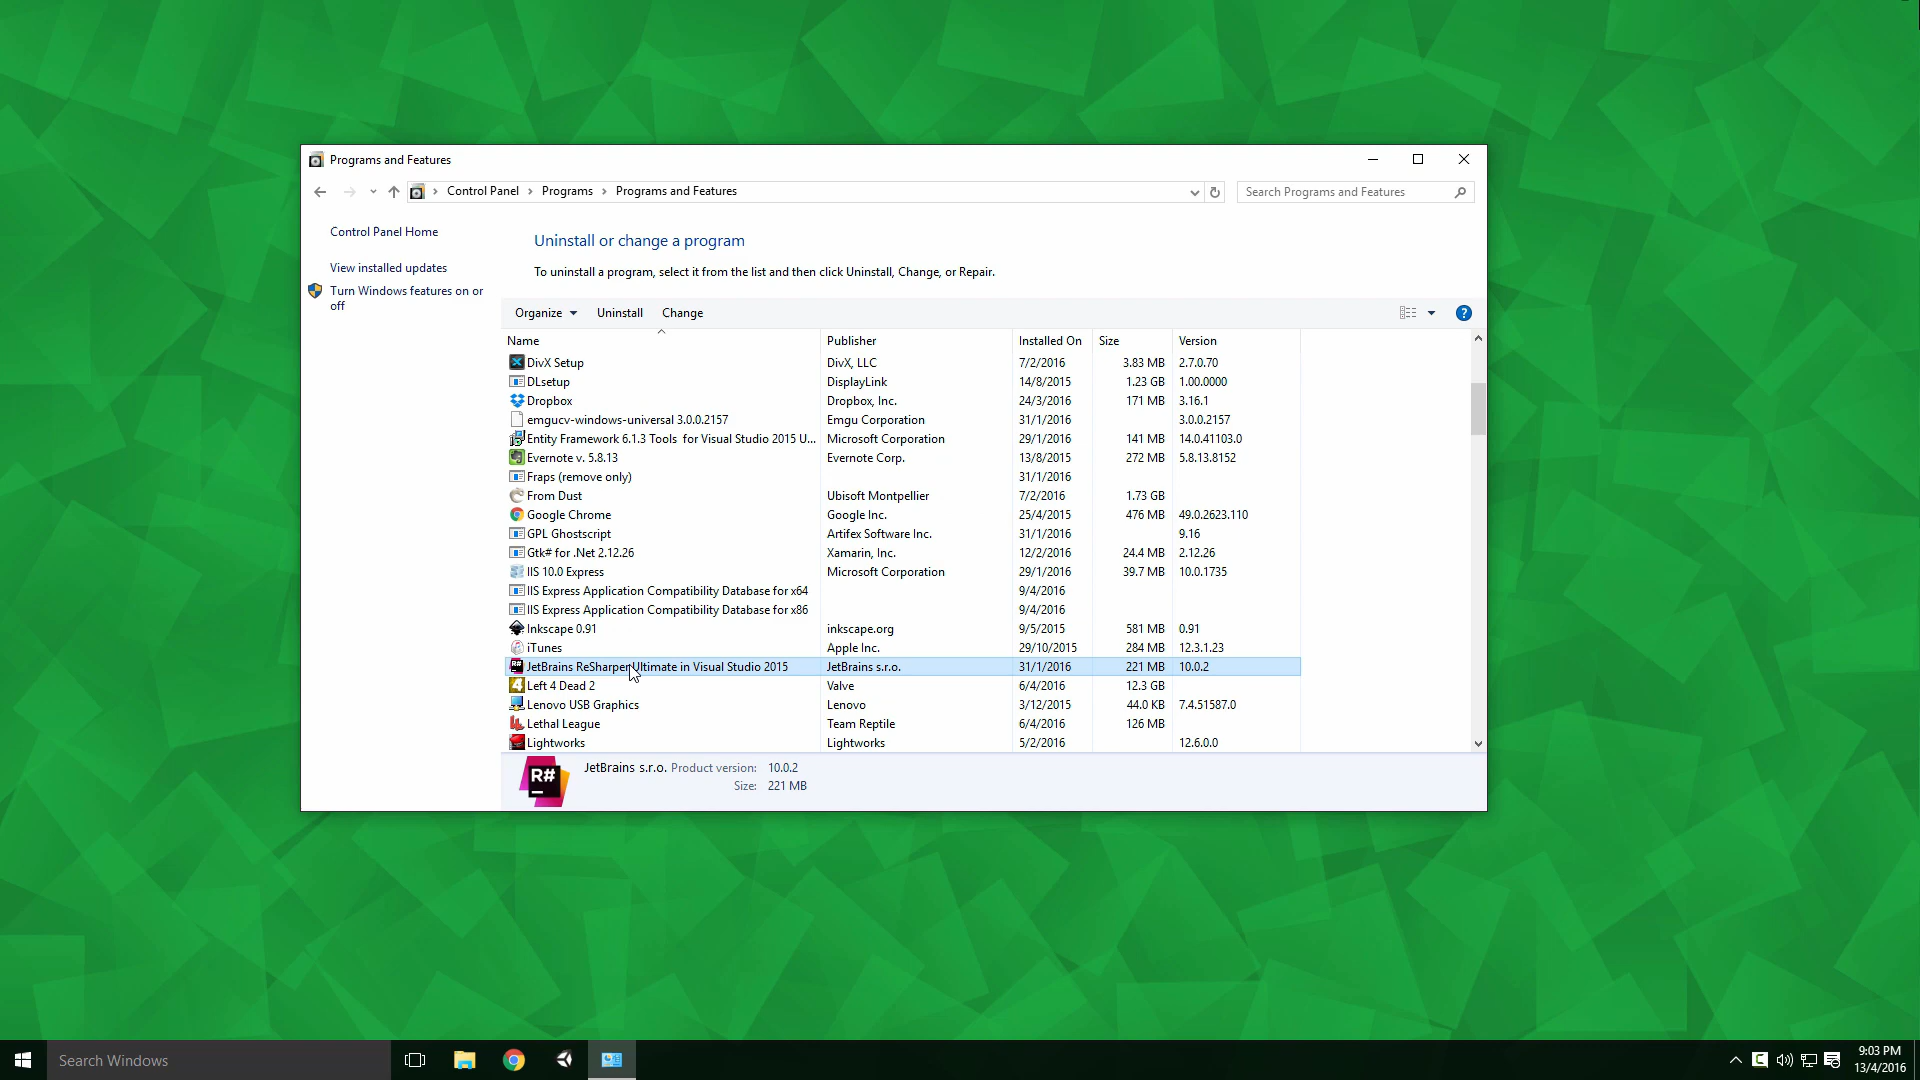 Programs and Features
Control Panel > Programs > Programs and Features
Search Programs and Features
Control Panel Home
View installed updates
Turn Windows features on or
off
Uninstall or change a program
To uninstall a program, select it from the list and then click Uninstall, Change, or Repair.
Organize Uninstall Change
?
Name Publisher Installed On Size Version
DivX Setup DivX, LLC 7/2/2016 3.83 MB 2.7.0.70
DLsetup DisplayLink 14/8/2015 1.23 GB 1.00.0000
Dropbox Dropbox, Inc. 24/3/2016 171 MB 3.16.1
emgucv-windows-universal 3.0.0.2157 Emgu Corporation 31/1/2016 3.0.0.2157
Entity Framework 6.1.3 Tools for Visual Studio 2015 U... Microsoft Corporation 29/1/2016 141 MB 14.0.41103.0
Evernote v. 5.8.13 Evernote Corp. 13/8/2015 272 MB 5.8.13.8152
Fraps (remove only) 31/1/2016
From Dust Ubisoft Montpellier 7/2/2016 1.73 GB
Google Chrome Google Inc. 25/4/2015 476 MB 49.0.2623.110
GPL Ghostscript Artifex Software Inc. 31/1/2016 9.16
Gtk# for .Net 2.12.26 Xamarin, Inc. 12/2/2016 24.4 MB 2.12.26
IIS 10.0 Express Microsoft Corporation 29/1/2016 39.7 MB 10.0.1735
IIS Express Application Compatibility Database for x64 9/4/2016
IIS Express Application Compatibility Database for x86 9/4/2016
Inkscape 0.91 inkscape.org 9/5/2015 581 MB 0.91
iTunes Apple Inc. 29/10/2015 284 MB 12.3.1.23
JetBrains ReSharper Ultimate in Visual Studio 2015 JetBrains s.r.o. 31/1/2016 221 MB 10.0.2
Left 4 Dead 2 Valve 6/4/2016 12.3 GB
Lenovo USB Graphics Lenovo 3/12/2015 44.0 KB 7.4.51587.0
Lethal League Team Reptile 6/4/2016 126 MB
Lightworks Lightworks 5/2/2016 12.6.0.0
R#
JetBrains s.r.o. Product version: 10.0.2
Size: 221 MB
Search Windows
9:03 PM
13/4/2016